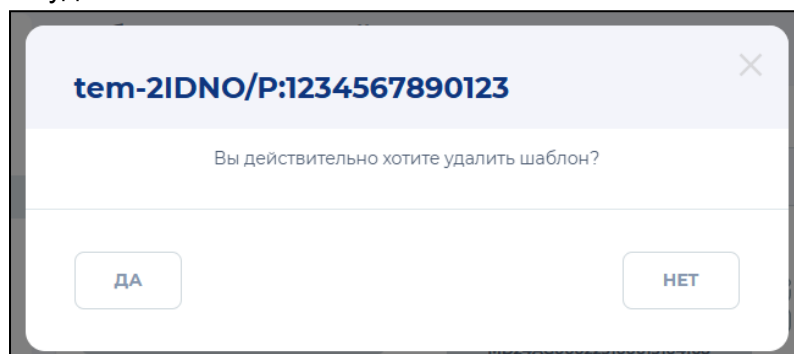 tem-2IDNO/P:1234567890123
Вы действительно хотите удалить шаблон?
ДА
НЕТ